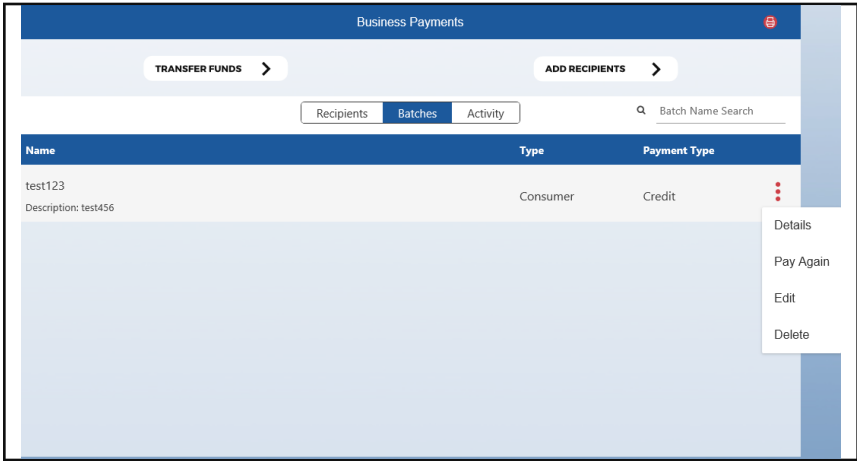 Business Payments
TRANSFER FUNDS
ADD RECIPIENTS
Recipients Batches Activity
Batch Name Search
Name Type Payment Type
test123
Consumer Credit
Description: test456
Details
Pay Again
Edit
Delete